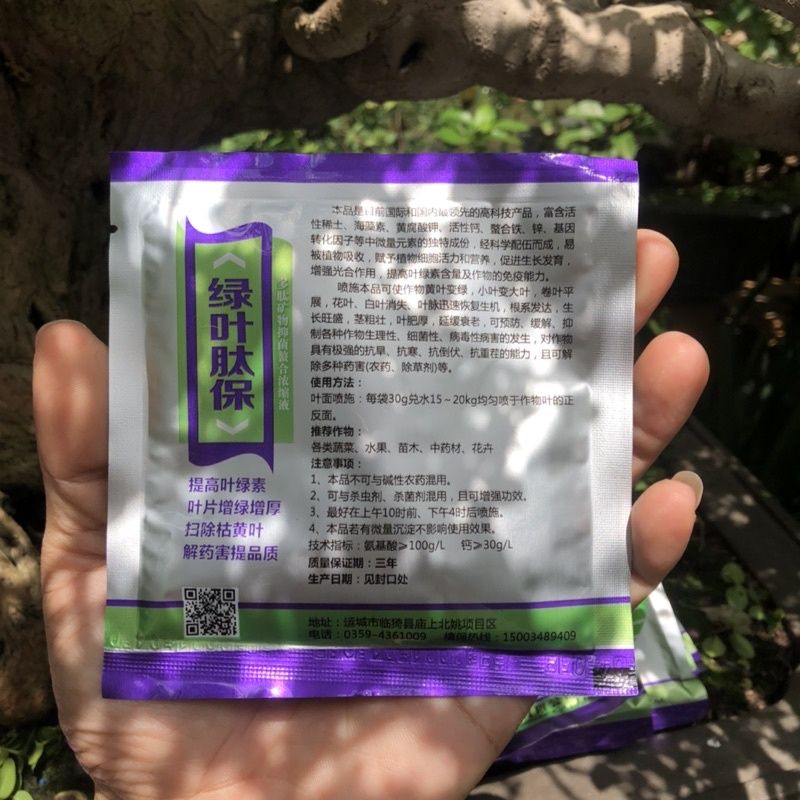 绿叶肽保
多肽矿物抑菌螯合浓缩液
提高叶绿素
叶片增绿增厚
扫除枯黄叶
解药害提品质
本品是目前国际和国内最领先的高科技产品，富含活
性稀土、海藻素、黄腐酸钾、活性钙、螯合铁、锌、基因
转化因子等中微量元素的独特成份，经科学配伍而成，易
被植物吸收，赋予植物细胞活力和营养，促进生长发育，
增强光合作用，提高叶绿素含量及作物的免疫能力。
喷施本品可使作物黄叶变绿，小叶变大叶，卷叶平
展，花叶、白叶消失、叶脉迅速恢复生机，根系发达，生
长旺盛，茎粗壮，叶肥厚，延缓衰老，可预防、缓解、抑
制各种作物生理性、细菌性、病毒性病害的发生，对作物
具有极强的抗旱、抗寒、抗倒伏、抗重茬的能力，且可解
除多种药害(农药、除草剂)等。
使用方法：
叶面喷施：每袋30g兑水15～20kg均匀喷于作物叶的正
反面。
推荐作物：
各类蔬菜、水果、苗木、中药材、花卉
注意事项：
1、本品不可与碱性农药混用。
2、可与杀虫剂、杀菌剂混用，且可增强功效。
3、最好在上午10时前、下午4时后喷施。
4、本品若有微量沉淀不影响使用效果。
技术指标：氨基酸≥100g/L 钙≥30g/L
质量保证期：三年
生产日期：见封口处
地址：运城市临猗县庙上北姚项目区
电话：0359-4361009 热线：15003489409